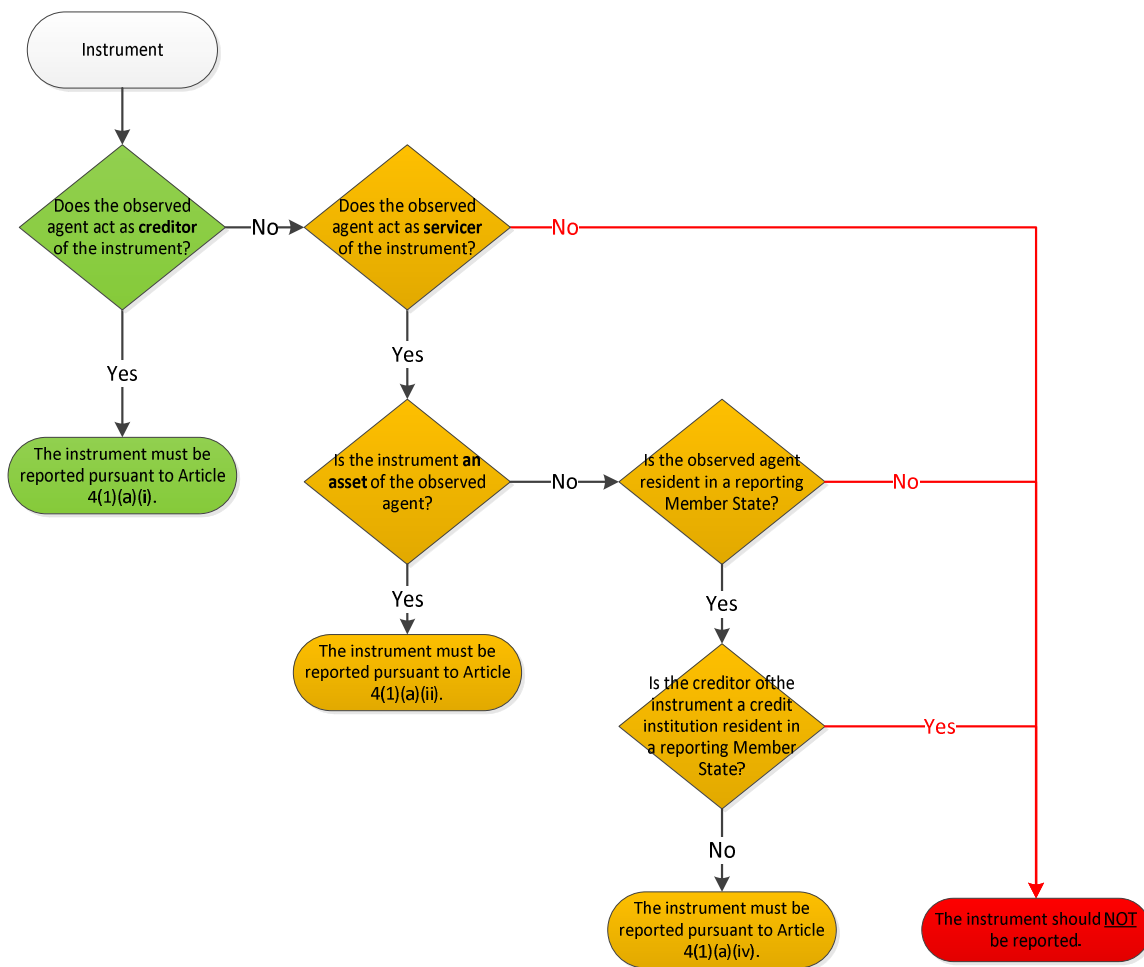 Instrument
Does the observed
agent act as creditor
of the instrument?
No
Does the observed
agent act as servicer
of the instrument?
No
Yes
Yes
The instrument must be
reported pursuant to Article
4(1)(a)(i).
Is the instrument an
asset of the observed
agent?
No
Is the observed agent
resident in a reporting
Member State?
No
Yes
Yes
The instrument must be
reported pursuant to Article
4(1)(a)(ii).
Is the creditor ofthe
instrument a credit
institution resident in
a reporting Member
State?
Yes
No
The instrument must be
reported pursuant to Article
4(1)(a)(iv).
The instrument should NOT
be reported.